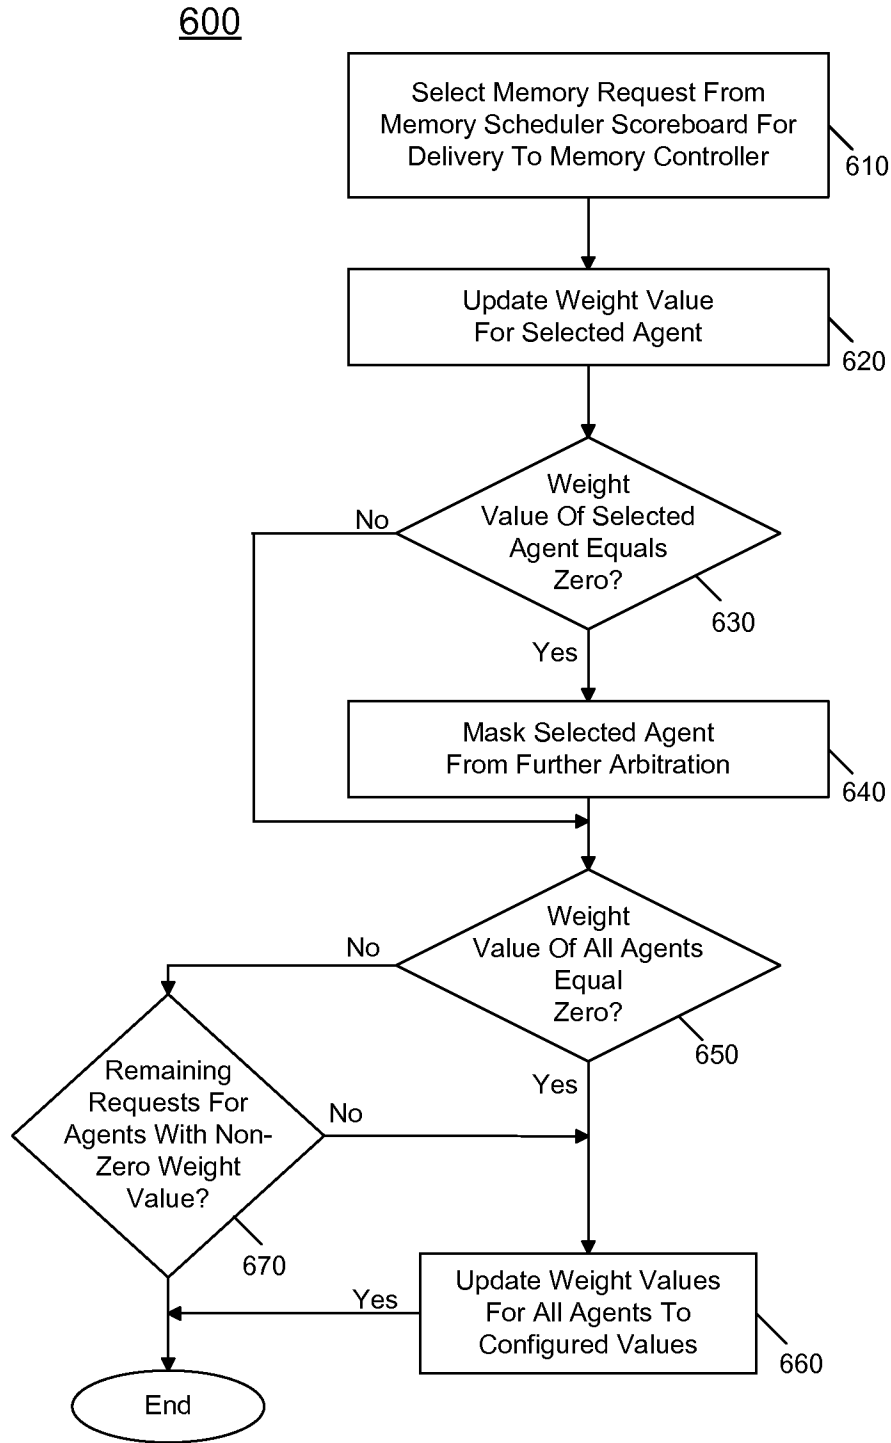 600
Select Memory Request From
Memory Scheduler Scoreboard For
Delivery To Memory Controller
610
Update Weight Value
For Selected Agent
620
Weight
Value Of Selected
Agent Equals
Zero?
No
630
Yes
Mask Selected Agent
From Further Arbitration
640
Weight
Value Of All Agents
Equal
Zero?
No
650
Yes
Remaining
Requests For
Agents With Non-
Zero Weight
Value?
No
670
Update Weight Values
For All Agents To
Configured Values
Yes
660
End